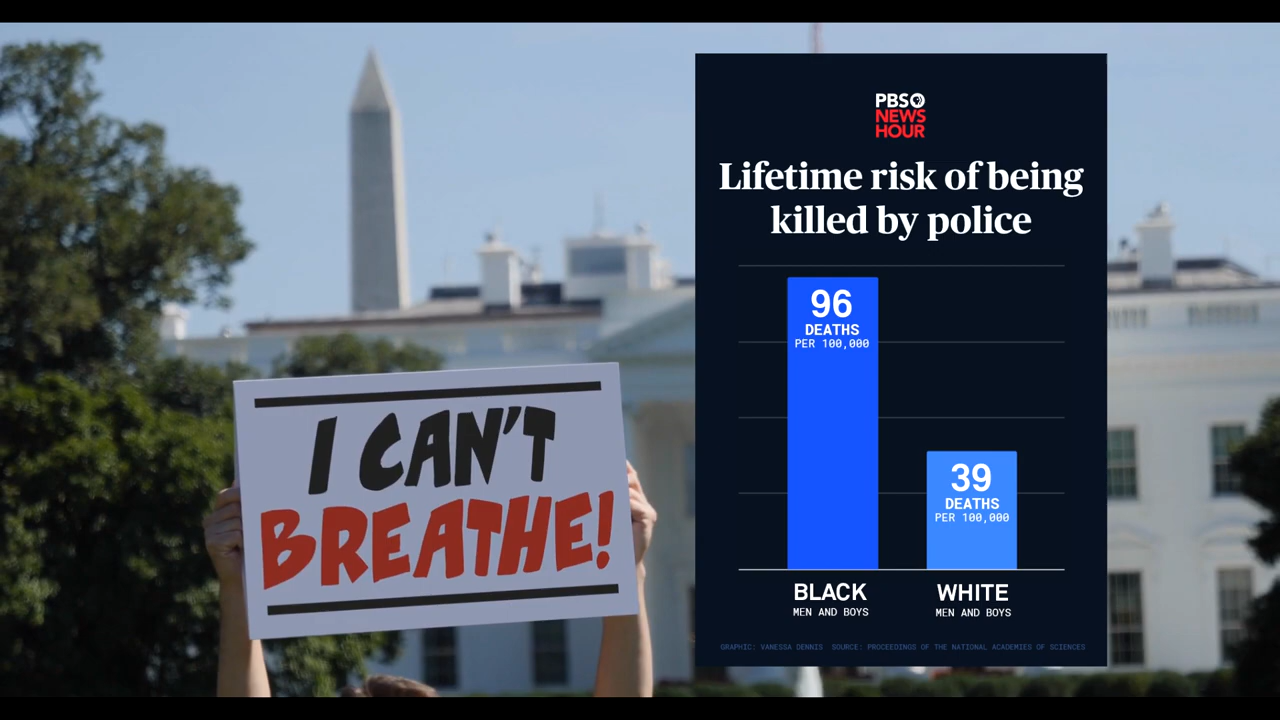 I CAN'T
BREATHE!
PBS
NEWS
HOUR
Lifetime risk of being
killed by police
96
DEATHS
PER 100,000
39
DEATHS
PER 100,000
BLACK
MEN AND BOYS
WHITE
MEN AND BOYS
GRAPHIC: VANESSA DENNIS SOURCE: PROCEEDINGS OF THE NATIONAL ACADEMIES OF SCIENCES